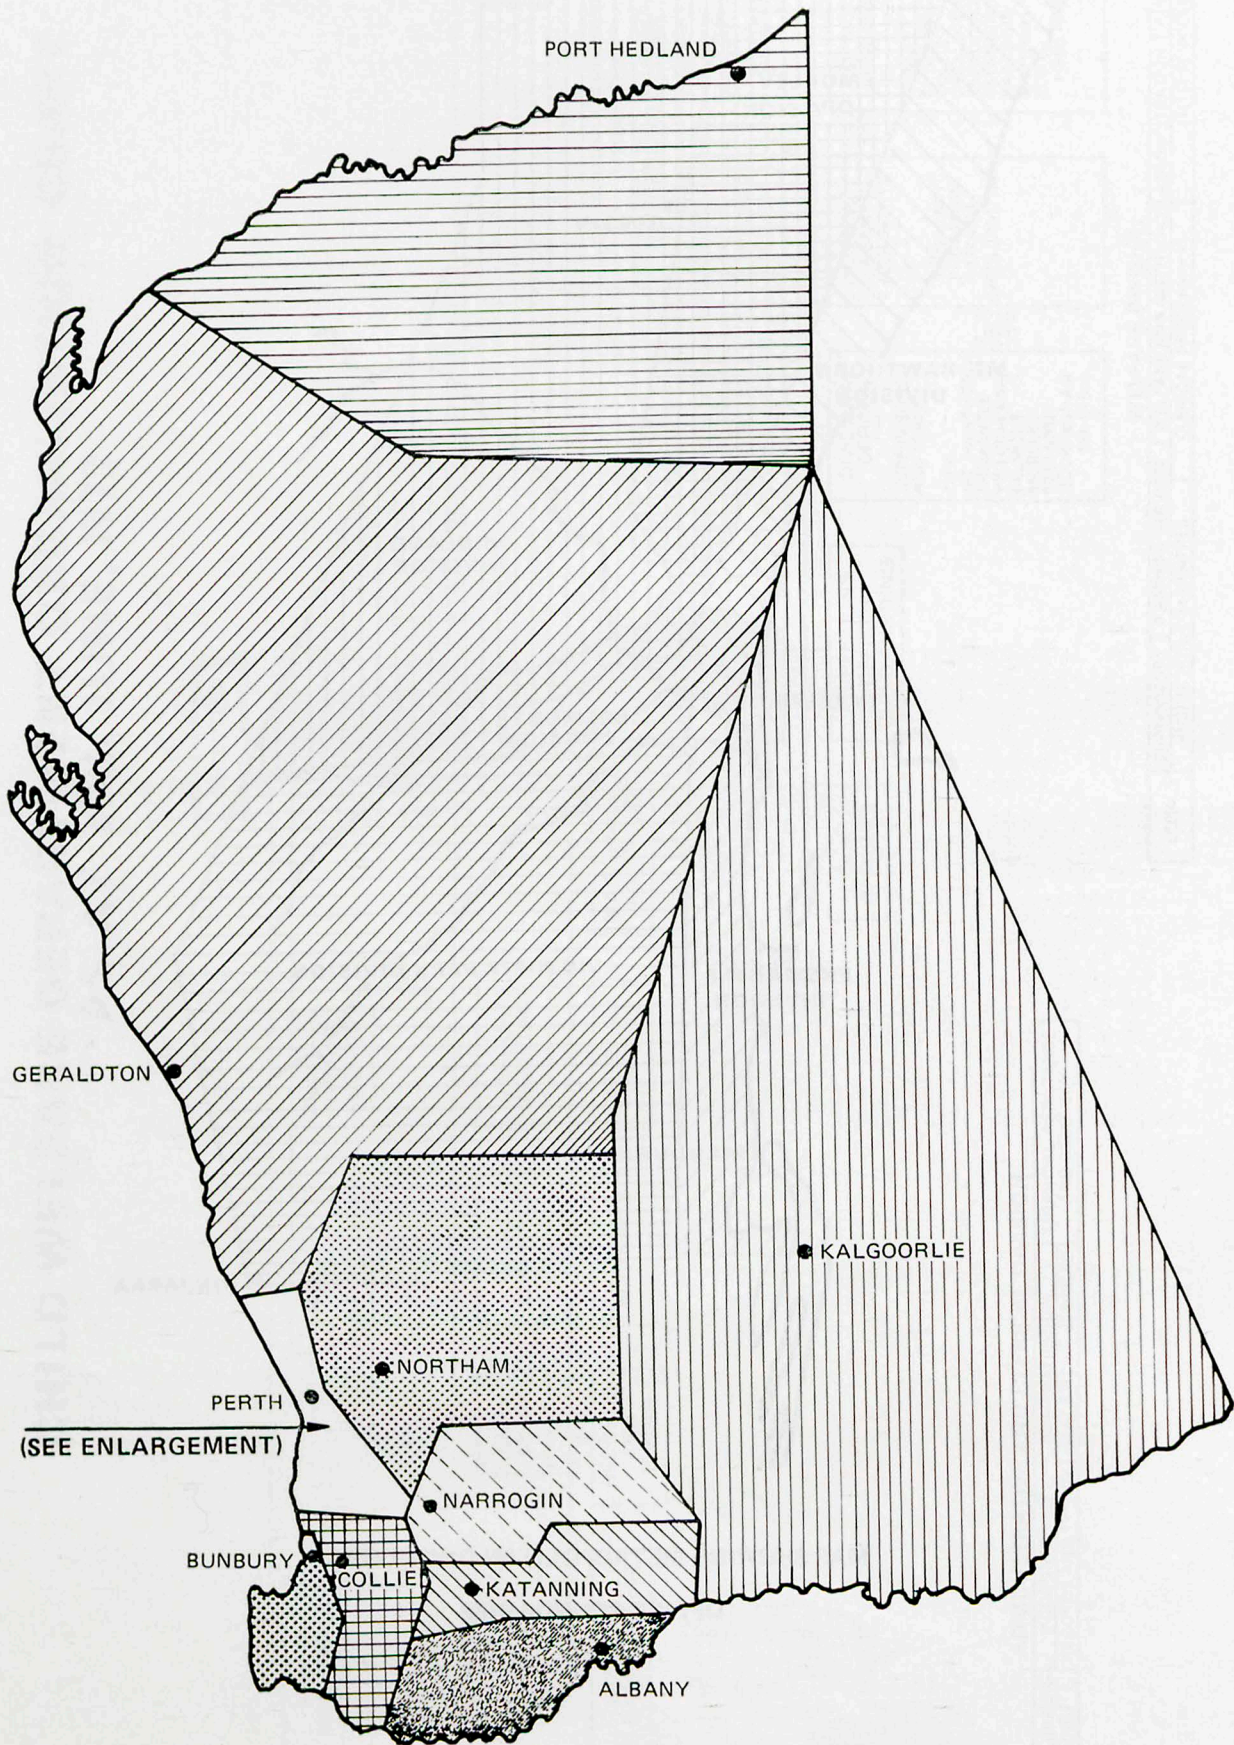 PORT HEDLAND
GERALDTON
KALGOORLIE
NORTHAM
PERTH
(SEE ENLARGEMENT)
NARROGIN
BUNBURY
COLLIE
KATANNING
ALBANY